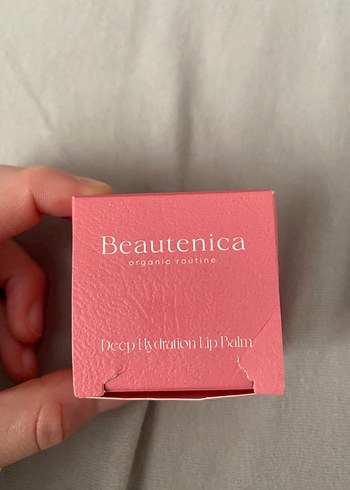 Beautenica
organic routine
Deep Hydration Lip Balm